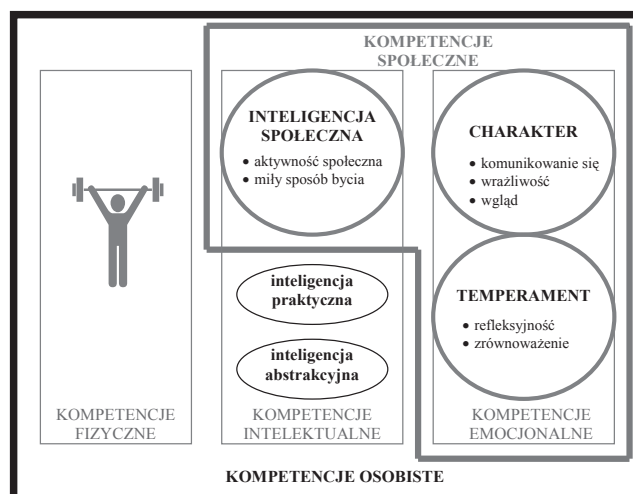 KOMPETENCJE
SPOŁECZNE
INTELIGENCJA
SPOŁECZNA
• aktywność społeczna
• miły sposób bycia
CHARAKTER
• komunikowanie się
• wrażliwość
• wgląd
inteligencja
praktyczna
TEMPERAMENT
• refleksyjność
• zrównoważenie
inteligencja
abstrakcyjna
KOMPETENCJE
FIZYCZNE
KOMPETENCJE
INTELEKTUALNE
KOMPETENCJE
EMOCJONALNE
KOMPETENCJE OSOBISTE